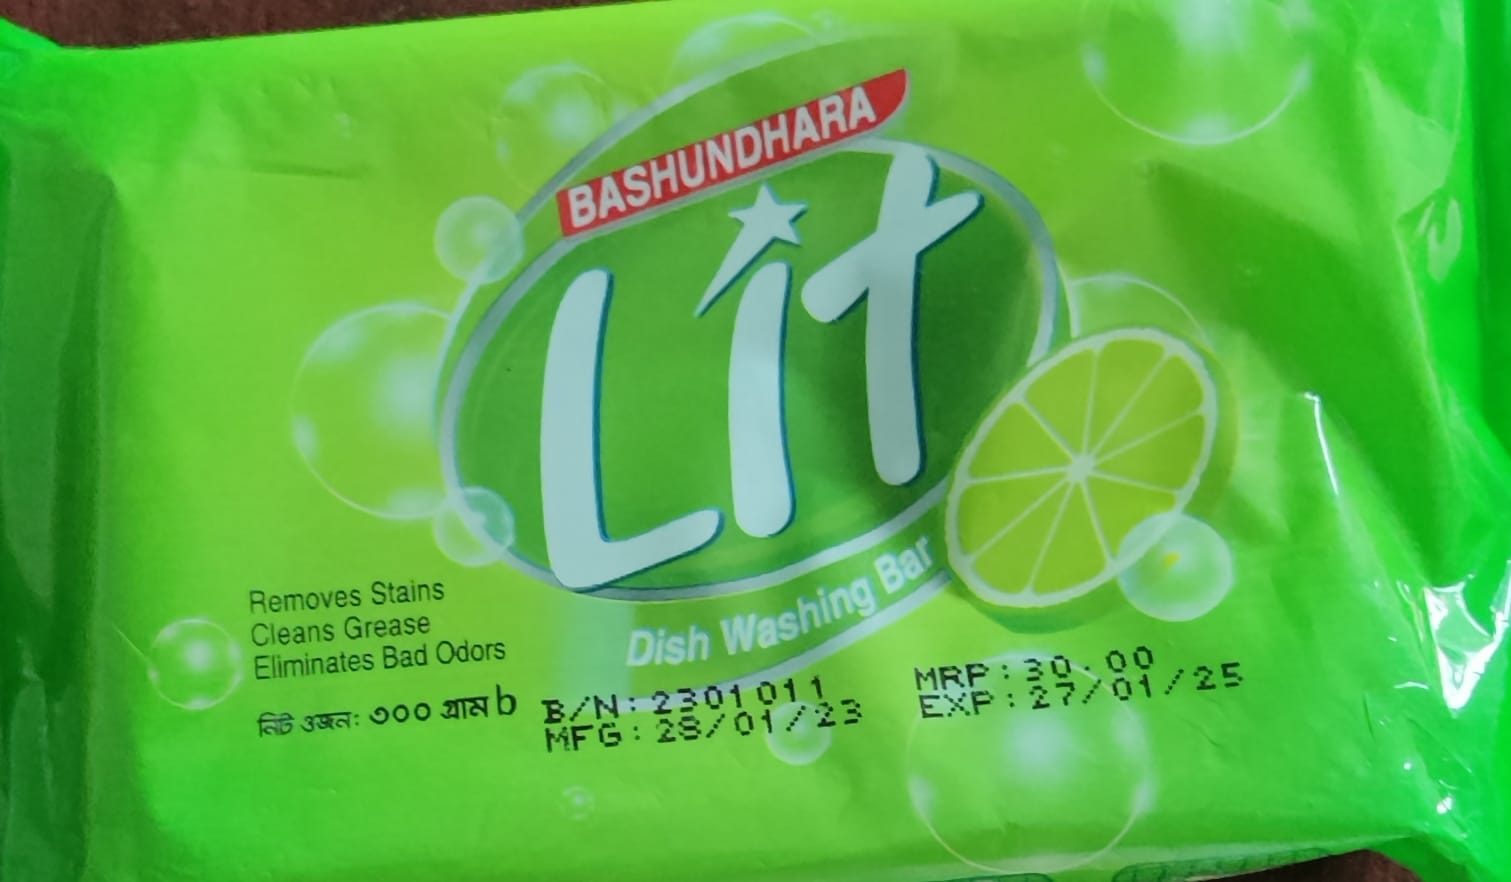 BASHUNDHARA
Lit
Dish Washing Bar
Removes Stains
Cleans Grease
Eliminates Bad Odors
নিট ওজন: ৩০০ গ্রাম b
B/N: 2301011
MFG: 28/01/23
MRP: 30.00
EXP: 27/01/25